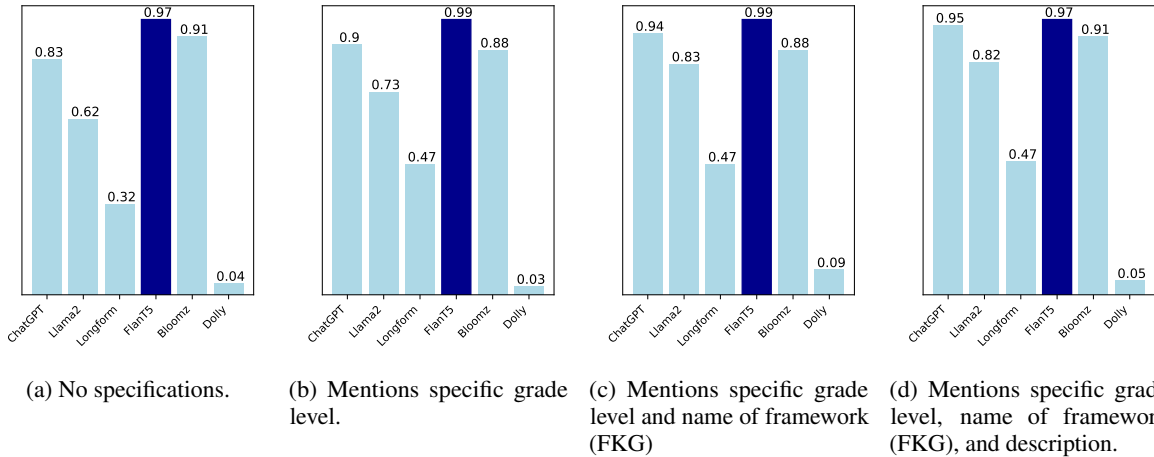 0.83
0.62
0.32
0.97
0.91
0.04
ChatGPT
Llama2
Longform
FlanT5
Bloomz
Dolly
(a) No specifications.
0.9
0.73
0.47
0.99
0.88
0.03
ChatGPT
Llama2
Longform
FlanT5
Bloomz
Dolly
(b) Mentions specific grade
level.
0.94
0.83
0.47
0.99
0.88
0.09
ChatGPT
Llama2
Longform
FlanT5
Bloomz
Dolly
(c) Mentions specific grade
level and name of framework
(FKG)
0.95
0.82
0.47
0.97
0.91
0.05
ChatGPT
Llama2
Longform
FlanT5
Bloomz
Dolly
(d) Mentions specific grad
level, name of framewor
(FKG), and description.